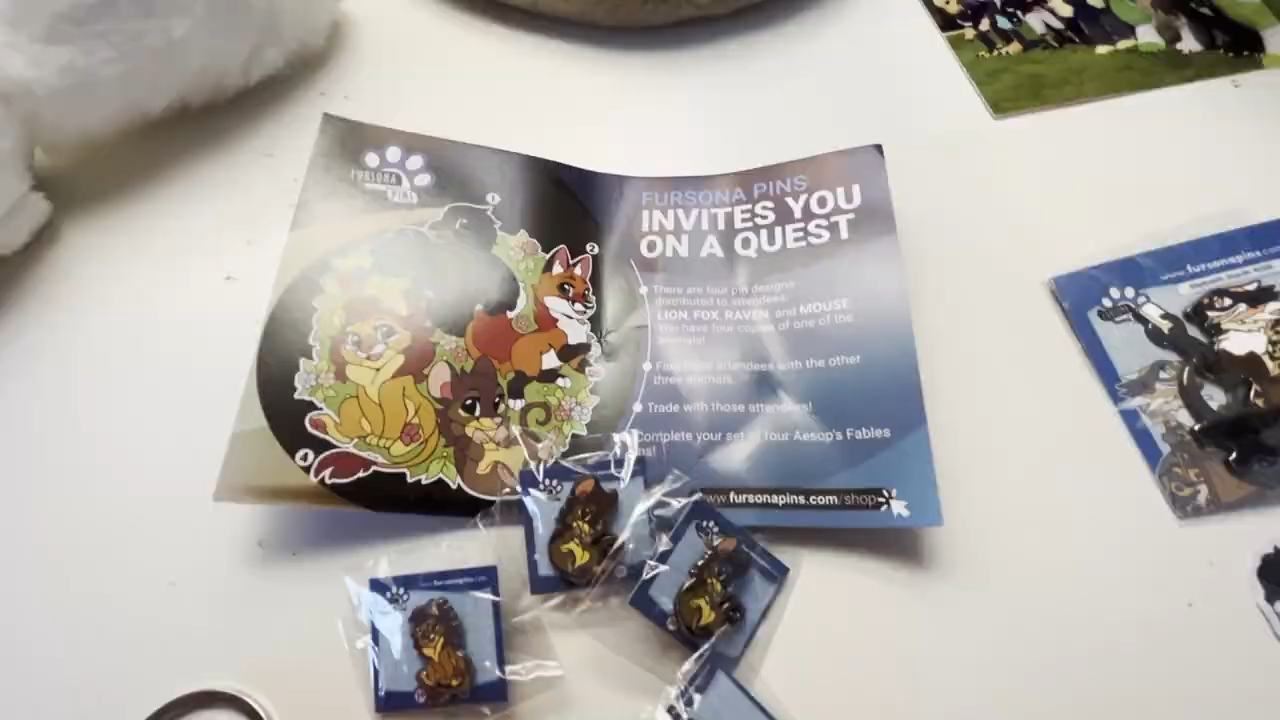 FURSONA
PINS
1
2
4
FURSONA PINS
INVITES YOU
ON A QUEST
There are four pin designs
distributed to attendees:
LION, FOX, RAVEN, and MOUSE.
You have four copies of one of the
animals!
attendees with the other
three animals.
Trade with those attendees!
Complete your set of four Aesop's Fables
www.fursonapins.com/shop
www.fursonapins.com
www.fursonapins.com